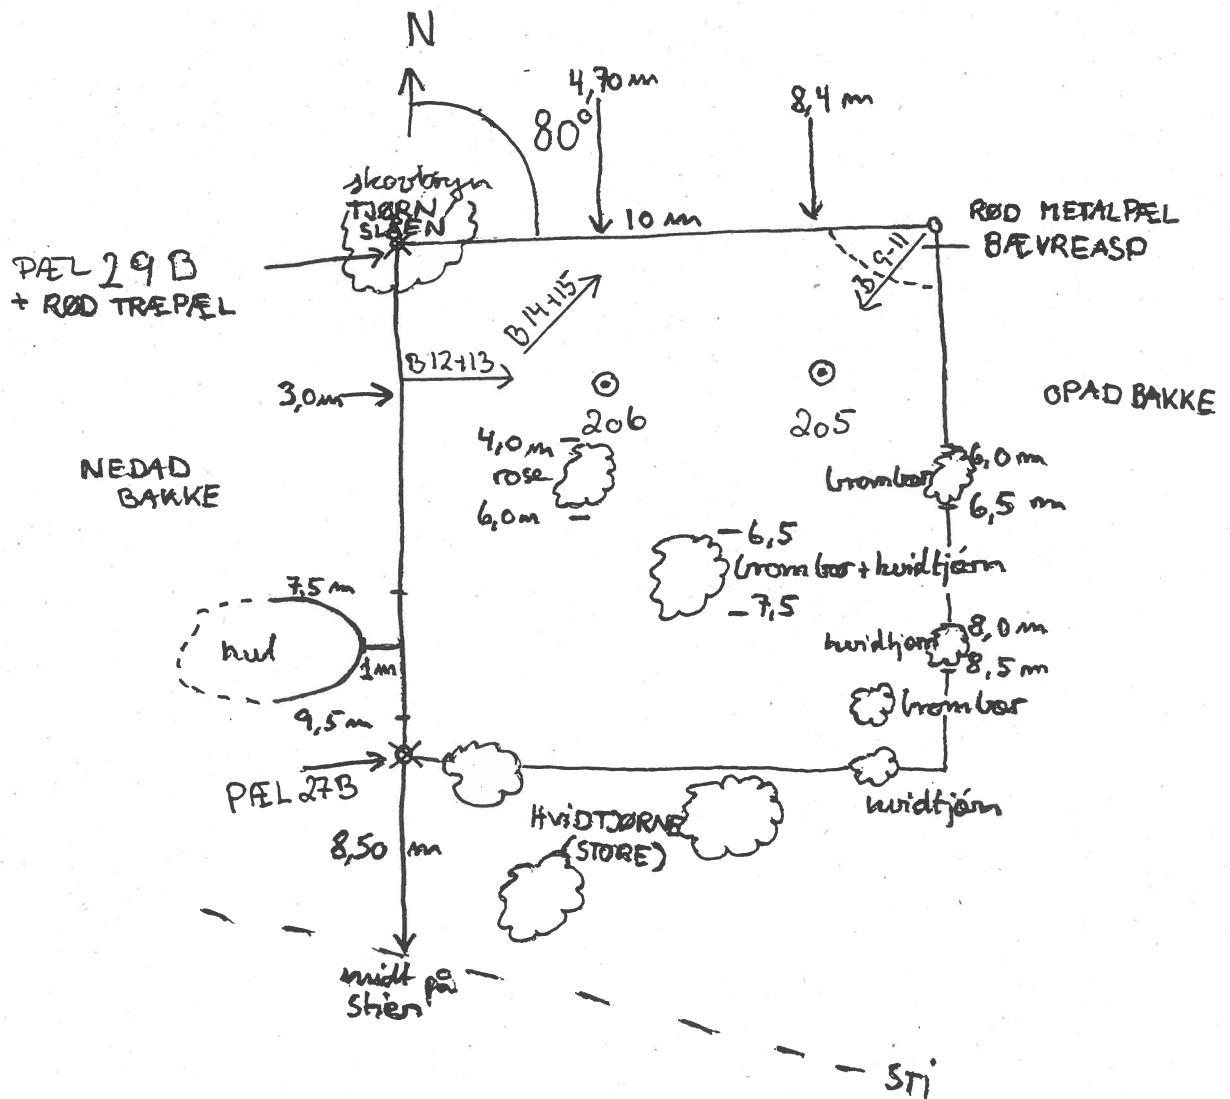 N
4,70 m
8,4 m
80°
skovbryn
TJØRN
SLÅEN
10 m
RØD METALPÆL
BÆVREASP
PÆL 29B
+ RØD TRÆPÆL
B 9-11
B 14+15
B 12+13
3,0 m
OPAD BAKKE
206
205
4,0 m
rose
6,0 m
NEDAD
BAKKE
6,0 m
brombær
6,5 m
-6,5
brombær + hvidtjørn
-7,5
7,5 m
hul
1 m
9,5 m
8,0 m
hvidtjørn
8,5 m
brombær
PÆL 27B
hvidtjørn
HVIDTJØRNE
(STORE)
8,50 m
midt på
stien
STi